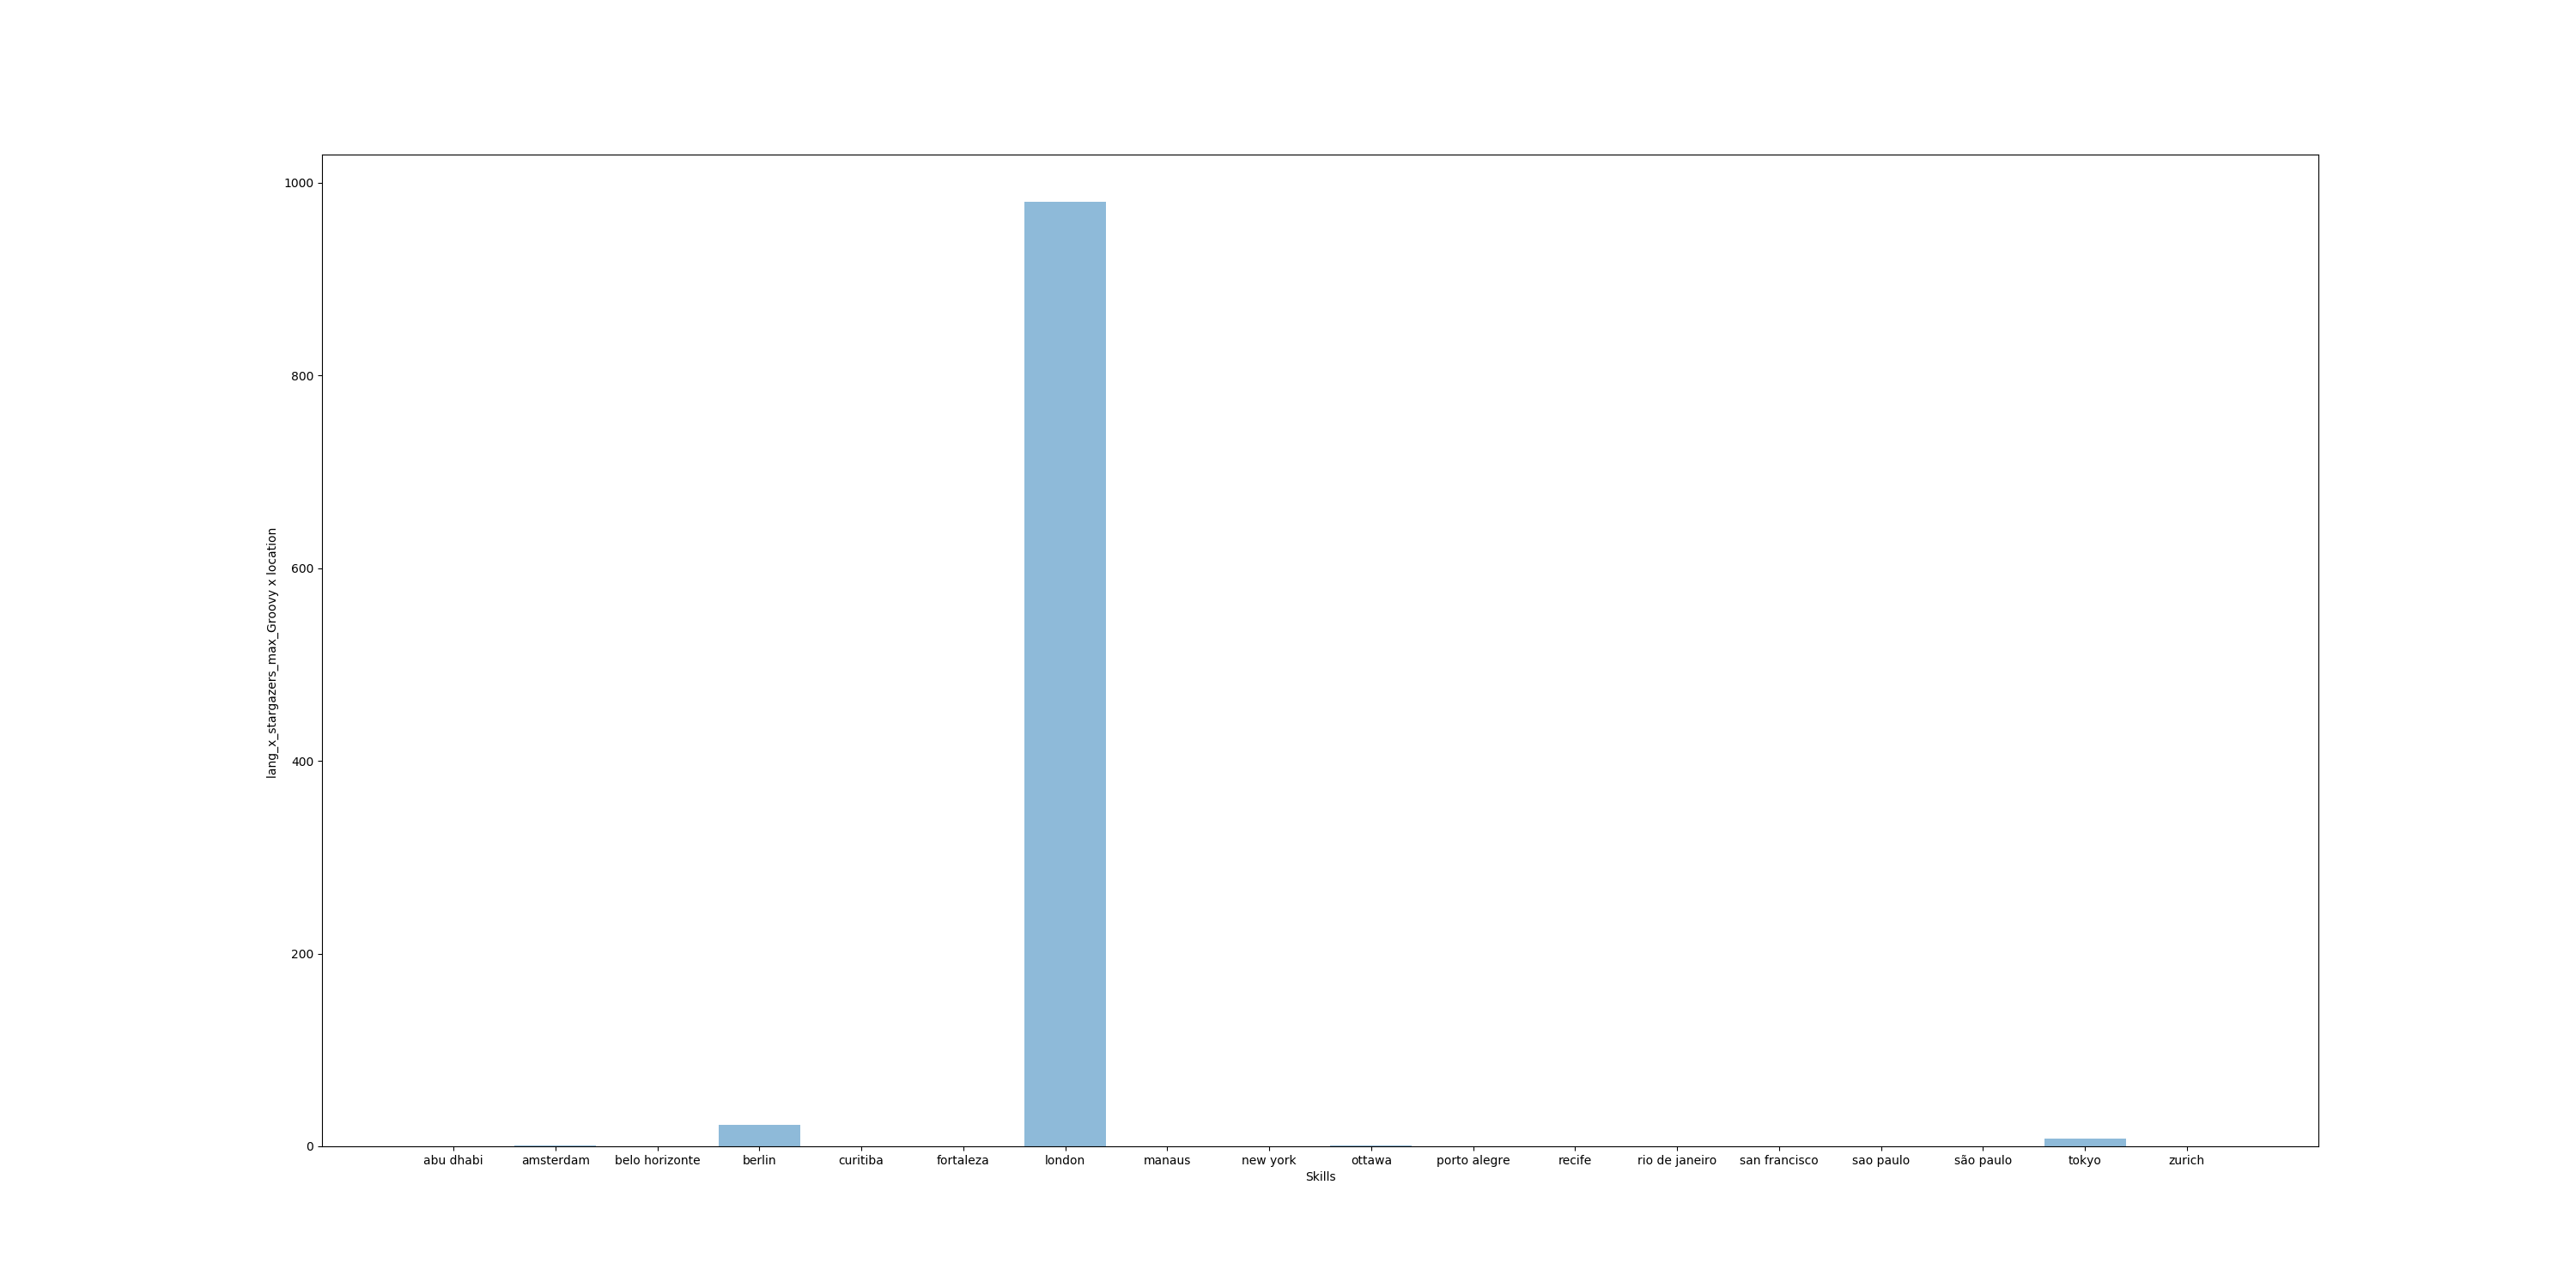 1000
800
600
400
200
0
lang_x_stargazers_max_Groovy x location
abu dhabi amsterdam belo horizonte berlin curitiba fortaleza london manaus new york ottawa porto alegre recife rio de janeiro san francisco sao paulo são paulo tokyo zurich
Skills